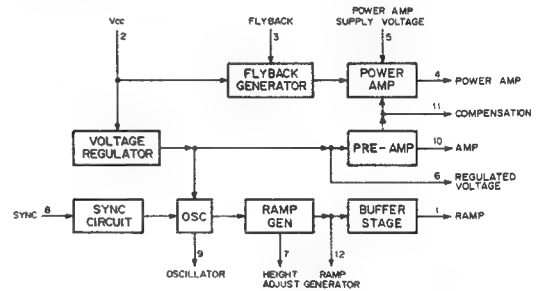 Vcc
2
FLYBACK
3
POWER AMP
SUPPLY VOLTAGE
5
FLYBACK
GENERATOR
POWER
AMP
4
POWER AMP
11
COMPENSATION
VOLTAGE
REGULATOR
PRE-AMP
10
AMP
6
REGULATED
VOLTAGE
SYNC
8
SYNC
CIRCUIT
OSC
RAMP
GEN
BUFFER
STAGE
1
RAMP
9
OSCILLATOR
7
HEIGHT
ADJUST
12
RAMP
GENERATOR